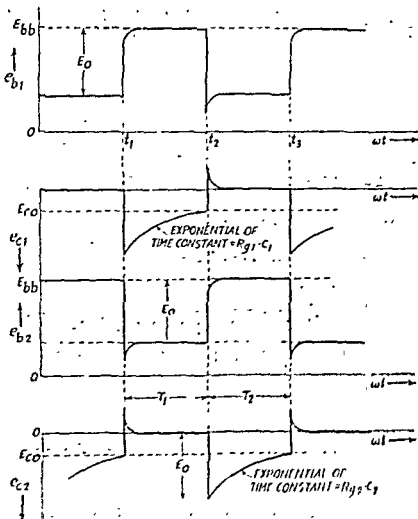 Ebb
Eo
eb1
0
t1 t2 t3 ωt
Eco
EXPONENTIAL OF
TIME CONSTANT = Rg1·C1
ec1
Ebb
Eo
eb2
0
T1 T2
0
ωt
Eco
Eo
EXPONENTIAL OF
TIME CONSTANT = Rg2·C2
ec2